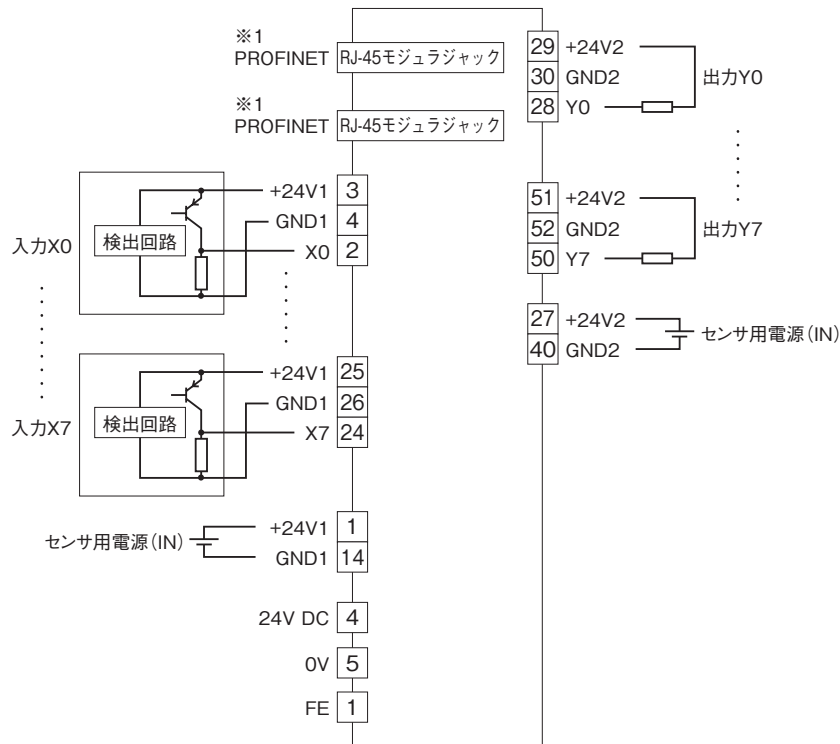 ※1
PROFINET RJ-45モジュラジャック
※1
PROFINET RJ-45モジュラジャック
入力X0
検出回路
+24V1 3
GND1 4
X0 2
入力X7
検出回路
+24V1 25
GND1 26
X7 24
センサ用電源(IN)
+24V1 1
GND1 14
24V DC 4
0V 5
FE 1
29 +24V2
30 GND2
28 Y0
出力Y0
51 +24V2
52 GND2
50 Y7
出力Y7
27 +24V2
40 GND2
センサ用電源(IN)